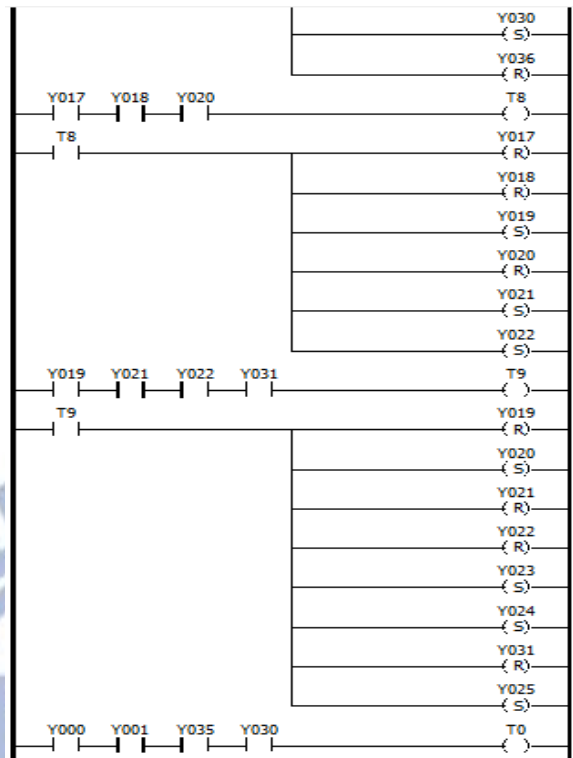 Y030
( S )
Y036
( R )
Y017 Y018 Y020 T8
( )
T8 Y017
( R )
Y018
( R )
Y019
( S )
Y020
( R )
Y021
( S )
Y022
( S )
Y019 Y021 Y022 Y031 T9
( )
T9 Y019
( R )
Y020
( S )
Y021
( R )
Y022
( R )
Y023
( S )
Y024
( S )
Y031
( R )
Y025
( S )
Y000 Y001 Y035 Y030 T0
( )